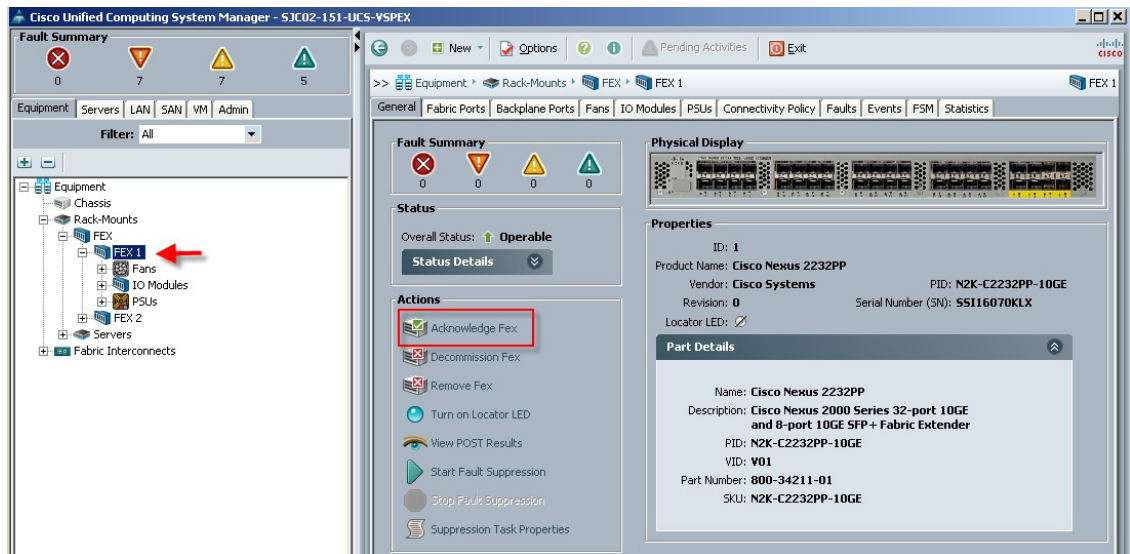 Cisco Unified Computing System Manager - SJC02-151-UCS-VSPEX
Fault Summary
0 7 7 5
Equipment Servers LAN SAN VM Admin
Filter: All
Equipment
Chassis
Rack-Mounts
FEX
FEX 1
Fans
IO Modules
PSUs
FEX 2
Servers
Fabric Interconnects
New Options Pending Activities Exit
cisco
>> Equipment Rack-Mounts FEX FEX 1 FEX 1
General Fabric Ports Backplane Ports Fans IO Modules PSUs Connectivity Policy Faults Events FSM Statistics
Fault Summary
0 0 0 0
Status
Overall Status: Operable
Status Details
Actions
Acknowledge Fex
Decommission Fex
Remove Fex
Turn on Locator LED
View POST Results
Start Fault Suppression
Stop Fault Suppression
Suppression Task Properties
Physical Display
Properties
ID: 1
Product Name: Cisco Nexus 2232PP
Vendor: Cisco Systems PID: N2K-C2232PP-10GE
Revision: 0 Serial Number (SN): SSI16070KLX
Locator LED:
Part Details
Name: Cisco Nexus 2232PP
Description: Cisco Nexus 2000 Series 32-port 10GE
and 8-port 10GE SFP+ Fabric Extender
PID: N2K-C2232PP-10GE
VID: V01
Part Number: 800-34211-01
SKU: N2K-C2232PP-10GE